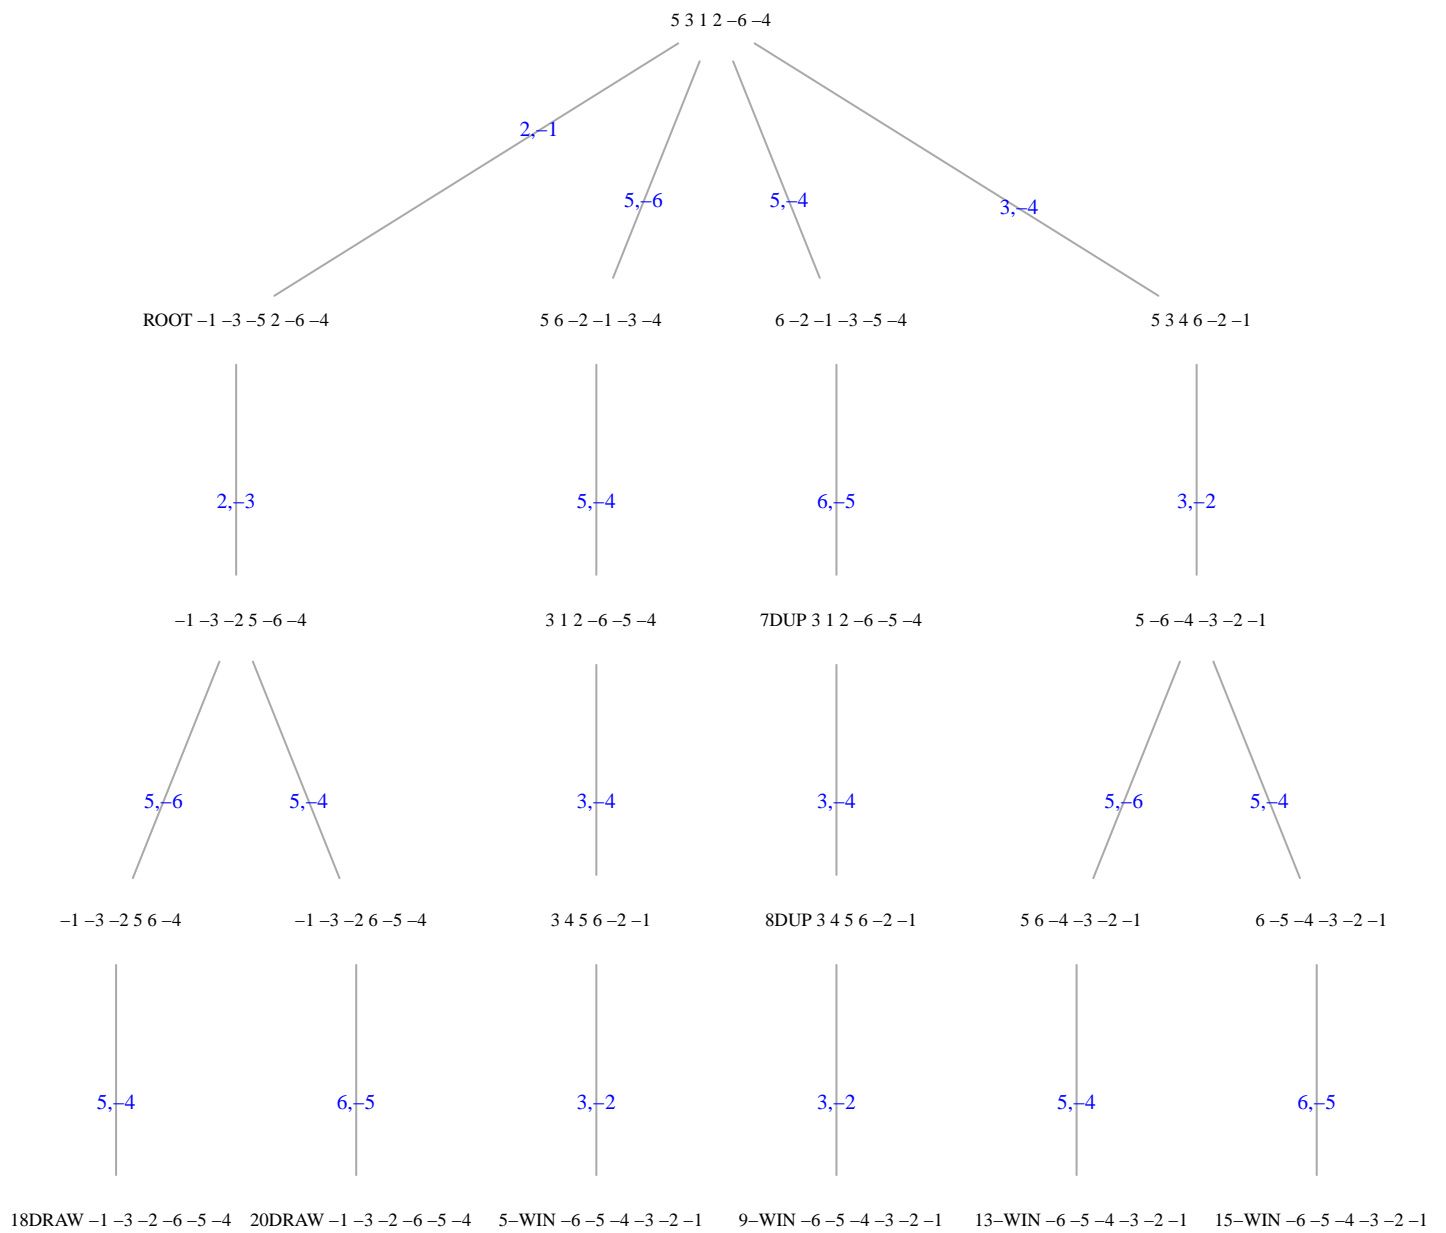 5 3 1 2 –6 –4
2,–1
5,–6
5,–4
3,–4
ROOT –1 –3 –5 2 –6 –4
5 6 –2 –1 –3 –4
6 –2 –1 –3 –5 –4
5 3 4 6 –2 –1
2,–3
5,–4
6,–5
3,–2
–1 –3 –2 5 –6 –4
3 1 2 –6 –5 –4
7DUP 3 1 2 –6 –5 –4
5 –6 –4 –3 –2 –1
5,–6
5,–4
3,–4
3,–4
5,–6
5,–4
–1 –3 –2 5 6 –4
–1 –3 –2 6 –5 –4
3 4 5 6 –2 –1
8DUP 3 4 5 6 –2 –1
5 6 –4 –3 –2 –1
6 –5 –4 –3 –2 –1
5,–4
6,–5
3,–2
3,–2
5,–4
6,–5
18DRAW –1 –3 –2 –6 –5 –4
20DRAW –1 –3 –2 –6 –5 –4
5–WIN –6 –5 –4 –3 –2 –1
9–WIN –6 –5 –4 –3 –2 –1
13–WIN –6 –5 –4 –3 –2 –1
15–WIN –6 –5 –4 –3 –2 –1